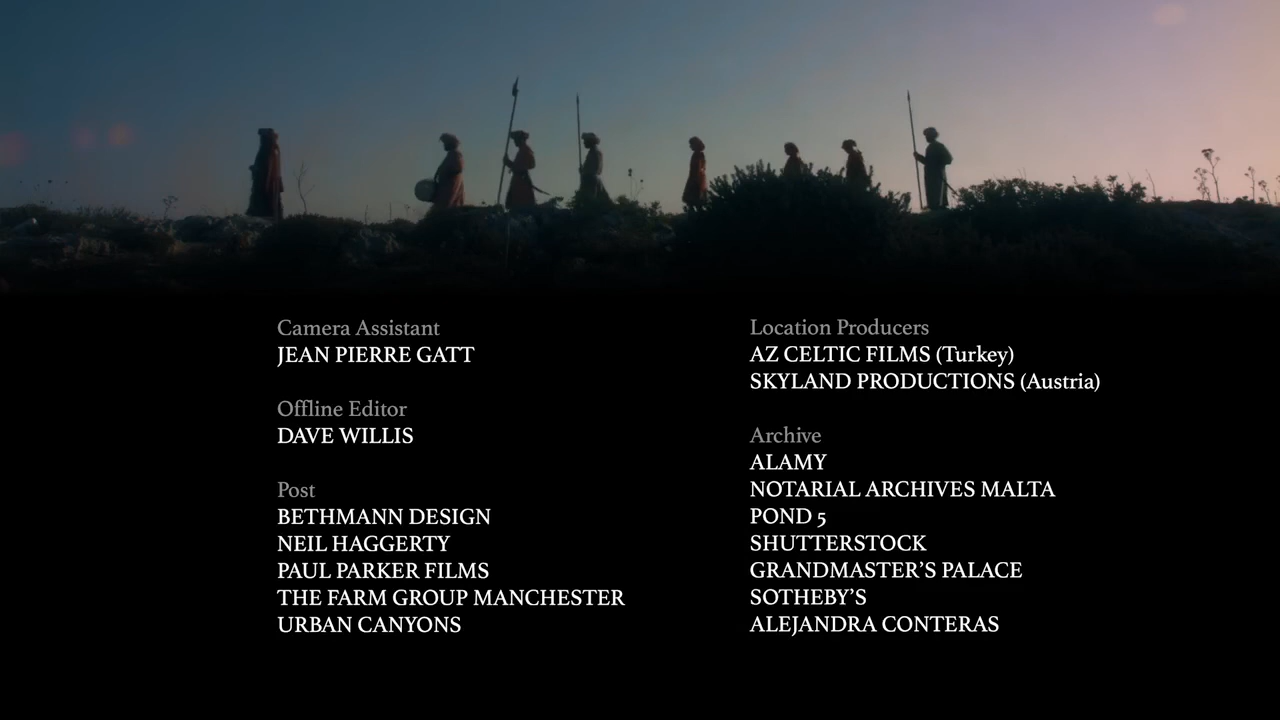 Camera Assistant
JEAN PIERRE GATT
Offline Editor
DAVE WILLIS
Post
BETHMANN DESIGN
NEIL HAGGERTY
PAUL PARKER FILMS
THE FARM GROUP MANCHESTER
URBAN CANYONS
Location Producers
AZ CELTIC FILMS (Turkey)
SKYLAND PRODUCTIONS (Austria)
Archive
ALAMY
NOTARIAL ARCHIVES MALTA
POND 5
SHUTTERSTOCK
GRANDMASTER’S PALACE
SOTHEBY’S
ALEJANDRA CONTERAS